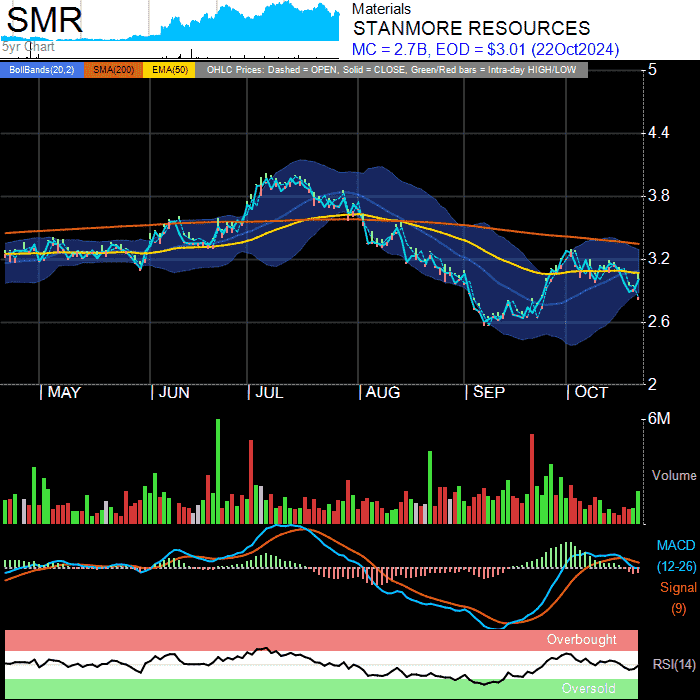 SMR
5yr Chart
Materials
STANMORE RESOURCES
MC = 2.7B, EOD = $3.01 (22Oct2024)
BollBands(20,2) SMA(200) EMA(50) OHLC Prices: Dashed = OPEN, Solid = CLOSE, Green/Red bars = Intra-day HIGH/LOW
5
4.4
3.8
3.2
2.6
2
MAY JUN JUL AUG SEP OCT
6M
Volume
MACD
(12-26)
Signal
(9)
Overbought
RSI(14)
Oversold